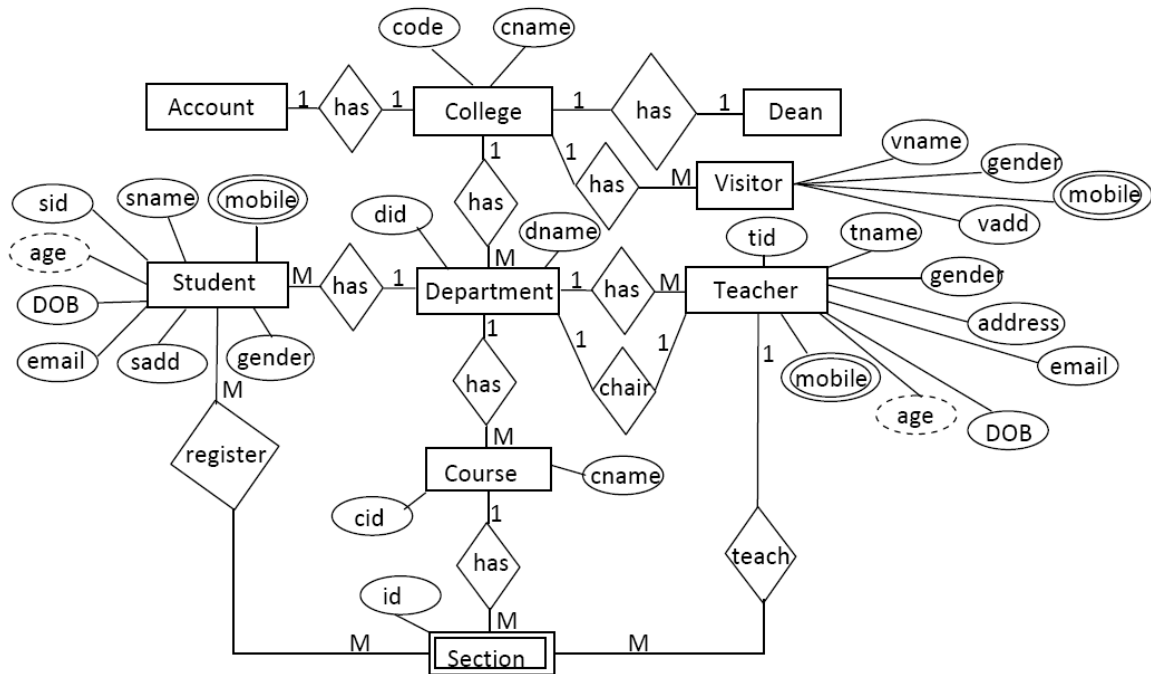 code
cname
Account
1
has
1
College
1
has
1
Dean
1
1
has
M
Visitor
vname
gender
mobile
vadd
has
M
sid
sname
mobile
age
DOB
email
sadd
gender
Student
M
has
1
did
dname
Department
1
has
M
Teacher
tid
tname
gender
address
email
DOB
age
mobile
1
chair
1
1
has
M
Course
cid
cname
1
has
M
id
Section
M
register
M
1
teach
M